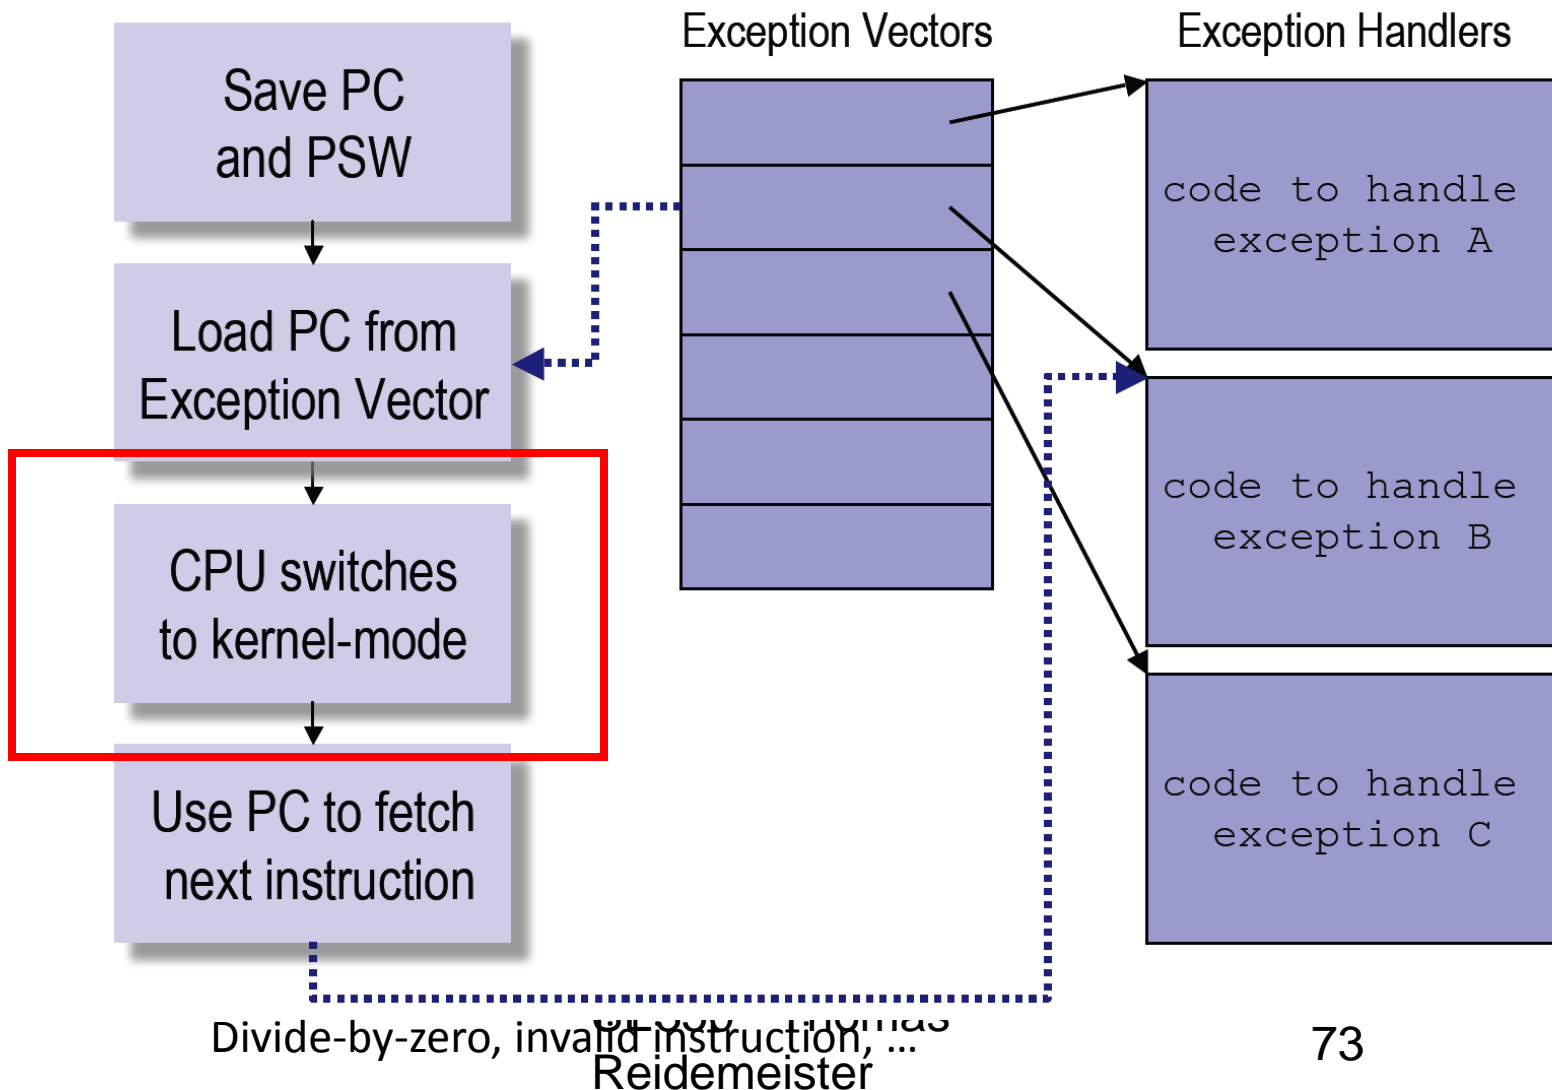 Exception Vectors
Exception Handlers
Save PC
and PSW
Load PC from
Exception Vector
CPU switches
to kernel-mode
Use PC to fetch
next instruction
code to handle
exception A
code to handle
exception B
code to handle
exception C
Divide-by-zero, invalid instruction, ...
Thomas
Reidemeister
73